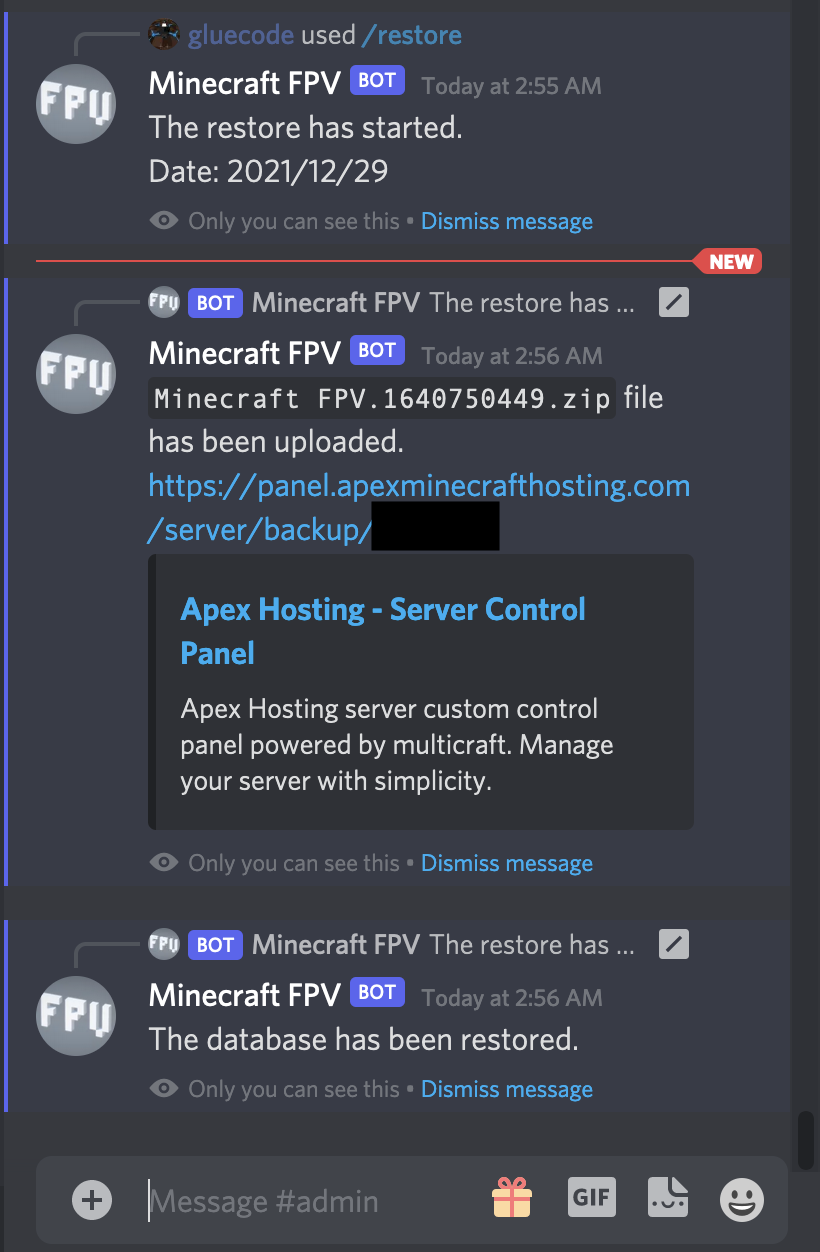 gluecode used /restore
FPV
Minecraft FPV BOT Today at 2:55 AM
The restore has started.
Date: 2021/12/29
Only you can see this • Dismiss message
NEW
FPV BOT Minecraft FPV The restore has ...
FPV
Minecraft FPV BOT Today at 2:56 AM
Minecraft FPV.1640750449.zip file
has been uploaded.
https://panel.apexminecrafthosting.com
/server/backup/
Apex Hosting - Server Control
Panel
Apex Hosting server custom control
panel powered by multicraft. Manage
your server with simplicity.
Only you can see this • Dismiss message
FPV BOT Minecraft FPV The restore has ...
FPV
Minecraft FPV BOT Today at 2:56 AM
The database has been restored.
Only you can see this • Dismiss message
Message #admin
GIF